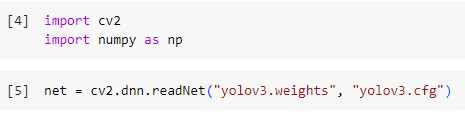 [4] import cv2
import numpy as np
[5] net = cv2.dnn.readNet("yolov3.weights", "yolov3.cfg")